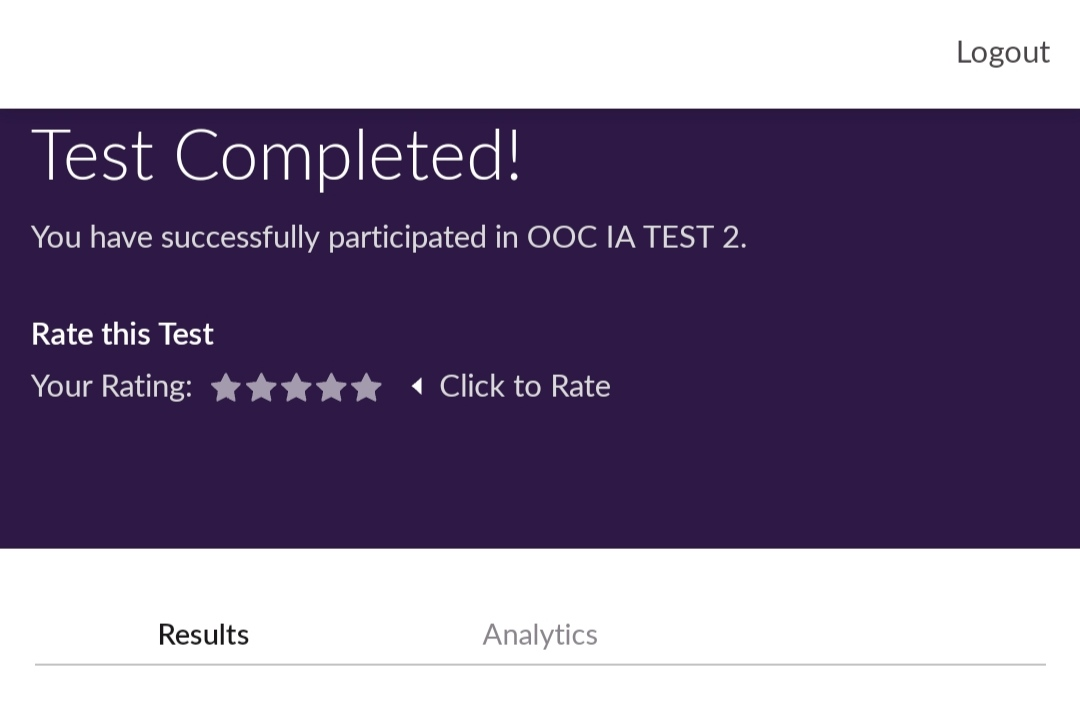 Logout
Test Completed!
You have successfully participated in OOC IA TEST 2.
Rate this Test
Your Rating: Click to Rate
Results Analytics